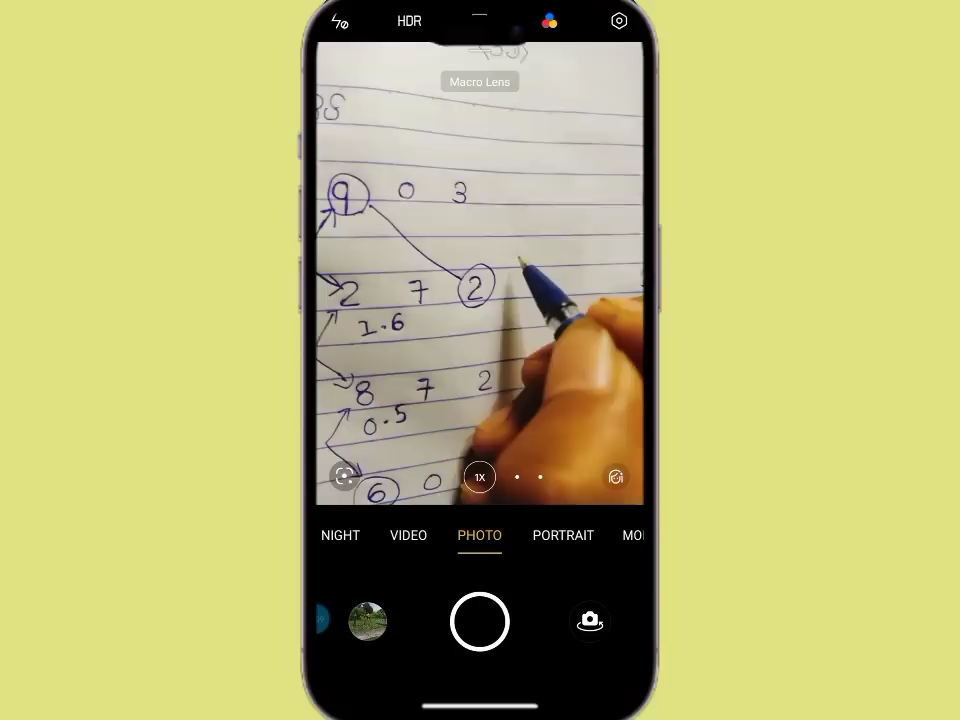 HDR
Macro Lens
9 0 3
2 7 2
1.6
8 7 2
0.5
6 0
1X
NIGHT VIDEO PHOTO PORTRAIT MO